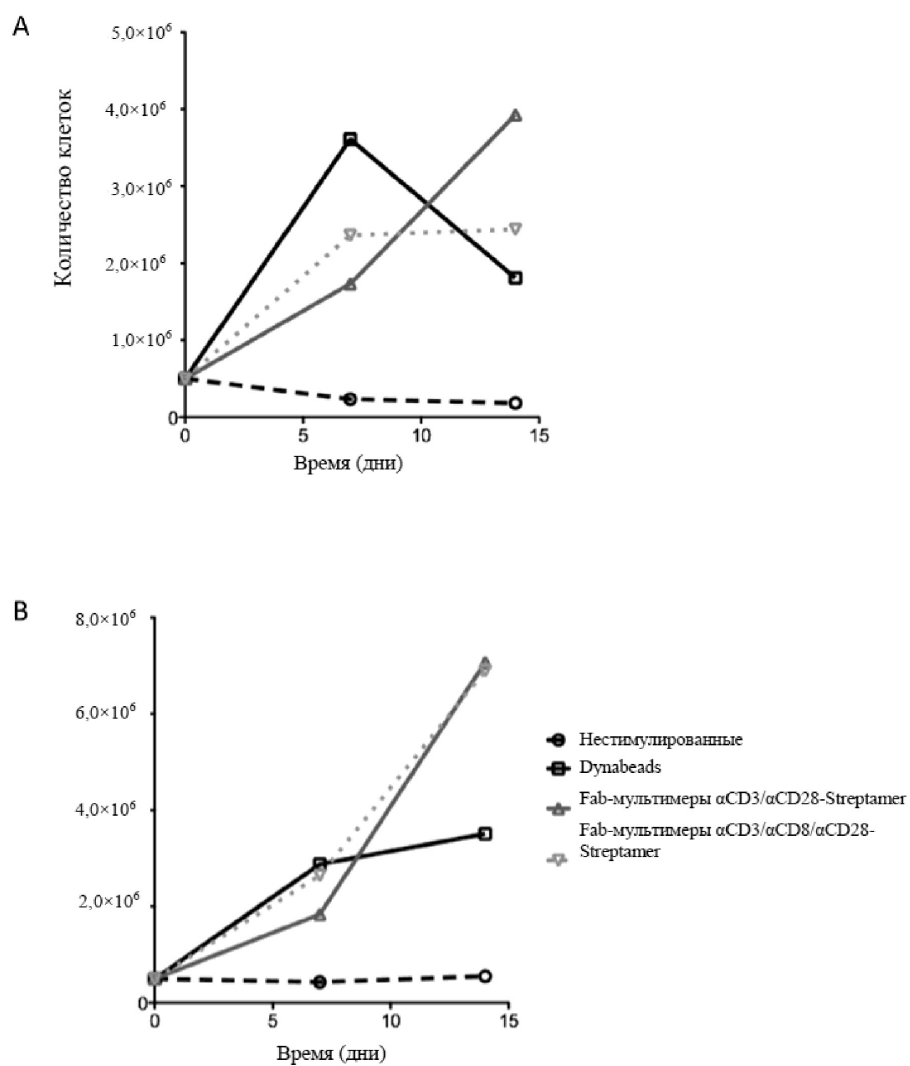 A
5,0×10⁶
4,0×10⁶
3,0×10⁶
2,0×10⁶
1,0×10⁶
0
Количество клеток
0 5 10 15
Время (дни)
B
8,0×10⁶
6,0×10⁶
4,0×10⁶
2,0×10⁶
0
0 5 10 15
Время (дни)
Нестимулированные
Dynabeads
Fab-мультимеры αCD3/αCD28-Streptamer
Fab-мультимеры αCD3/αCD8/αCD28-
Streptamer